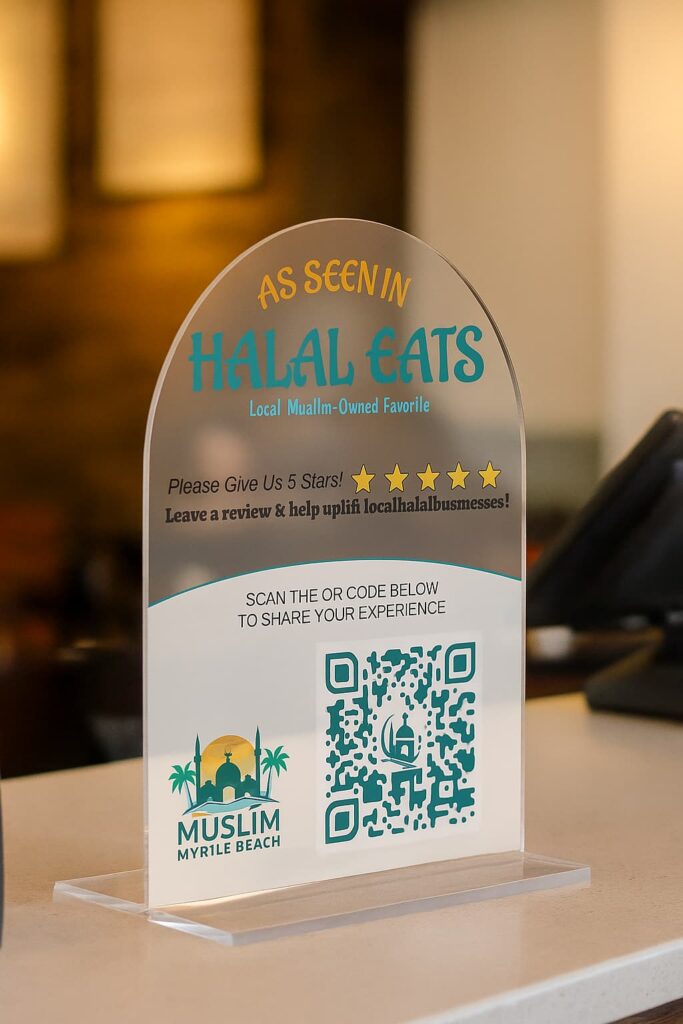 AS SEEN IN
HALAL EATS
Local Muallm-Owned Favorile
Please Give Us 5 Stars!
Leave a review & help uplifi localhalalbusmesses!
SCAN THE OR CODE BELOW
TO SHARE YOUR EXPERIENCE
MUSLIM
MYR1LE BEACH